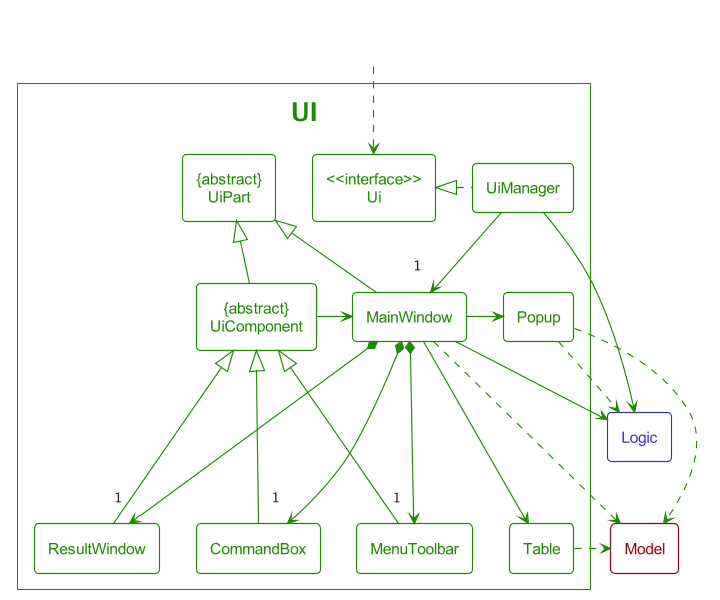 UI
{abstract}
UiPart
<<interface>>
Ui
UiManager
1
{abstract}
UiComponent
MainWindow
Popup
Logic
1
1
1
ResultWindow
CommandBox
MenuToolbar
Table
Model